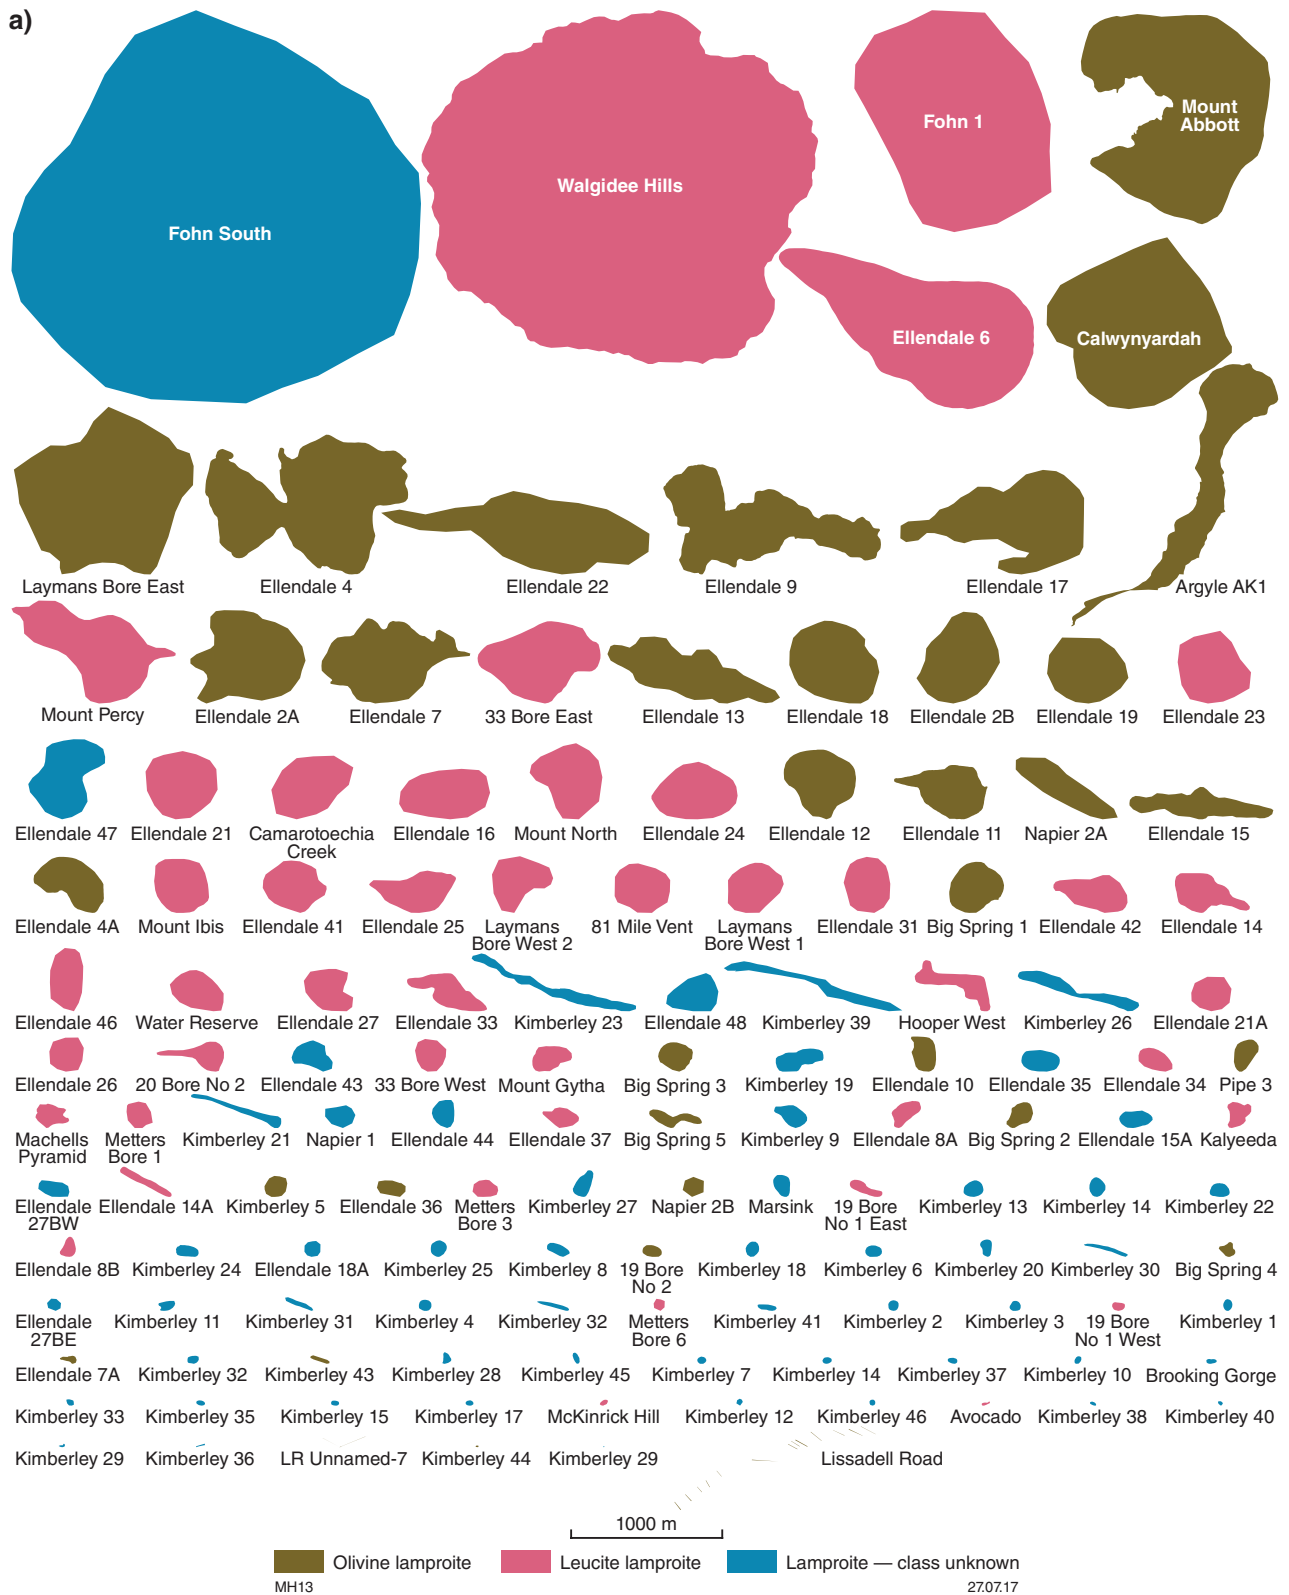 a)
Fohn South
Walgidee Hills
Fohn 1
Mount
Abbott
Ellendale 6
Calwynyardah
Laymans Bore East
Ellendale 4
Ellendale 22
Ellendale 9
Ellendale 17
Argyle AK1
Mount Percy
Ellendale 2A
Ellendale 7
33 Bore East
Ellendale 13
Ellendale 18
Ellendale 2B
Ellendale 19
Ellendale 23
Ellendale 47
Ellendale 21
Camarotoechia
Creek
Ellendale 16
Mount North
Ellendale 24
Ellendale 12
Ellendale 11
Napier 2A
Ellendale 15
Ellendale 4A
Mount Ibis
Ellendale 41
Ellendale 25
Laymans
Bore West 2
81 Mile Vent
Laymans
Bore West 1
Ellendale 31
Big Spring 1
Ellendale 42
Ellendale 14
Ellendale 46
Water Reserve
Ellendale 27
Ellendale 33
Kimberley 23
Ellendale 48
Kimberley 39
Hooper West
Kimberley 26
Ellendale 21A
Ellendale 26
20 Bore No 2
Ellendale 43
33 Bore West
Mount Gytha
Big Spring 3
Kimberley 19
Ellendale 10
Ellendale 35
Ellendale 34
Pipe 3
Machells
Pyramid
Metters
Bore 1
Kimberley 21
Napier 1
Ellendale 44
Ellendale 37
Big Spring 5
Kimberley 9
Ellendale 8A
Big Spring 2
Ellendale 15A
Kalyeeda
Ellendale
27BW
Ellendale 14A
Kimberley 5
Ellendale 36
Metters
Bore 3
Kimberley 27
Napier 2B
Marsink
19 Bore
No 1 East
Kimberley 13
Kimberley 14
Kimberley 22
Ellendale 8B
Kimberley 24
Ellendale 18A
Kimberley 25
Kimberley 8
19 Bore
No 2
Kimberley 18
Kimberley 6
Kimberley 20
Kimberley 30
Big Spring 4
Ellendale
27BE
Kimberley 11
Kimberley 31
Kimberley 4
Kimberley 32
Metters
Bore 6
Kimberley 41
Kimberley 2
Kimberley 3
19 Bore
No 1 West
Kimberley 1
Ellendale 7A
Kimberley 32
Kimberley 43
Kimberley 28
Kimberley 45
Kimberley 7
Kimberley 14
Kimberley 37
Kimberley 10
Brooking Gorge
Kimberley 33
Kimberley 35
Kimberley 15
Kimberley 17
McKinrick Hill
Kimberley 12
Kimberley 46
Avocado
Kimberley 38
Kimberley 40
Kimberley 29
Kimberley 36
LR Unnamed-7
Kimberley 44
Kimberley 29
Lissadell Road
1000 m
Olivine lamproite
Leucite lamproite
Lamproite — class unknown
MH13
27.07.17